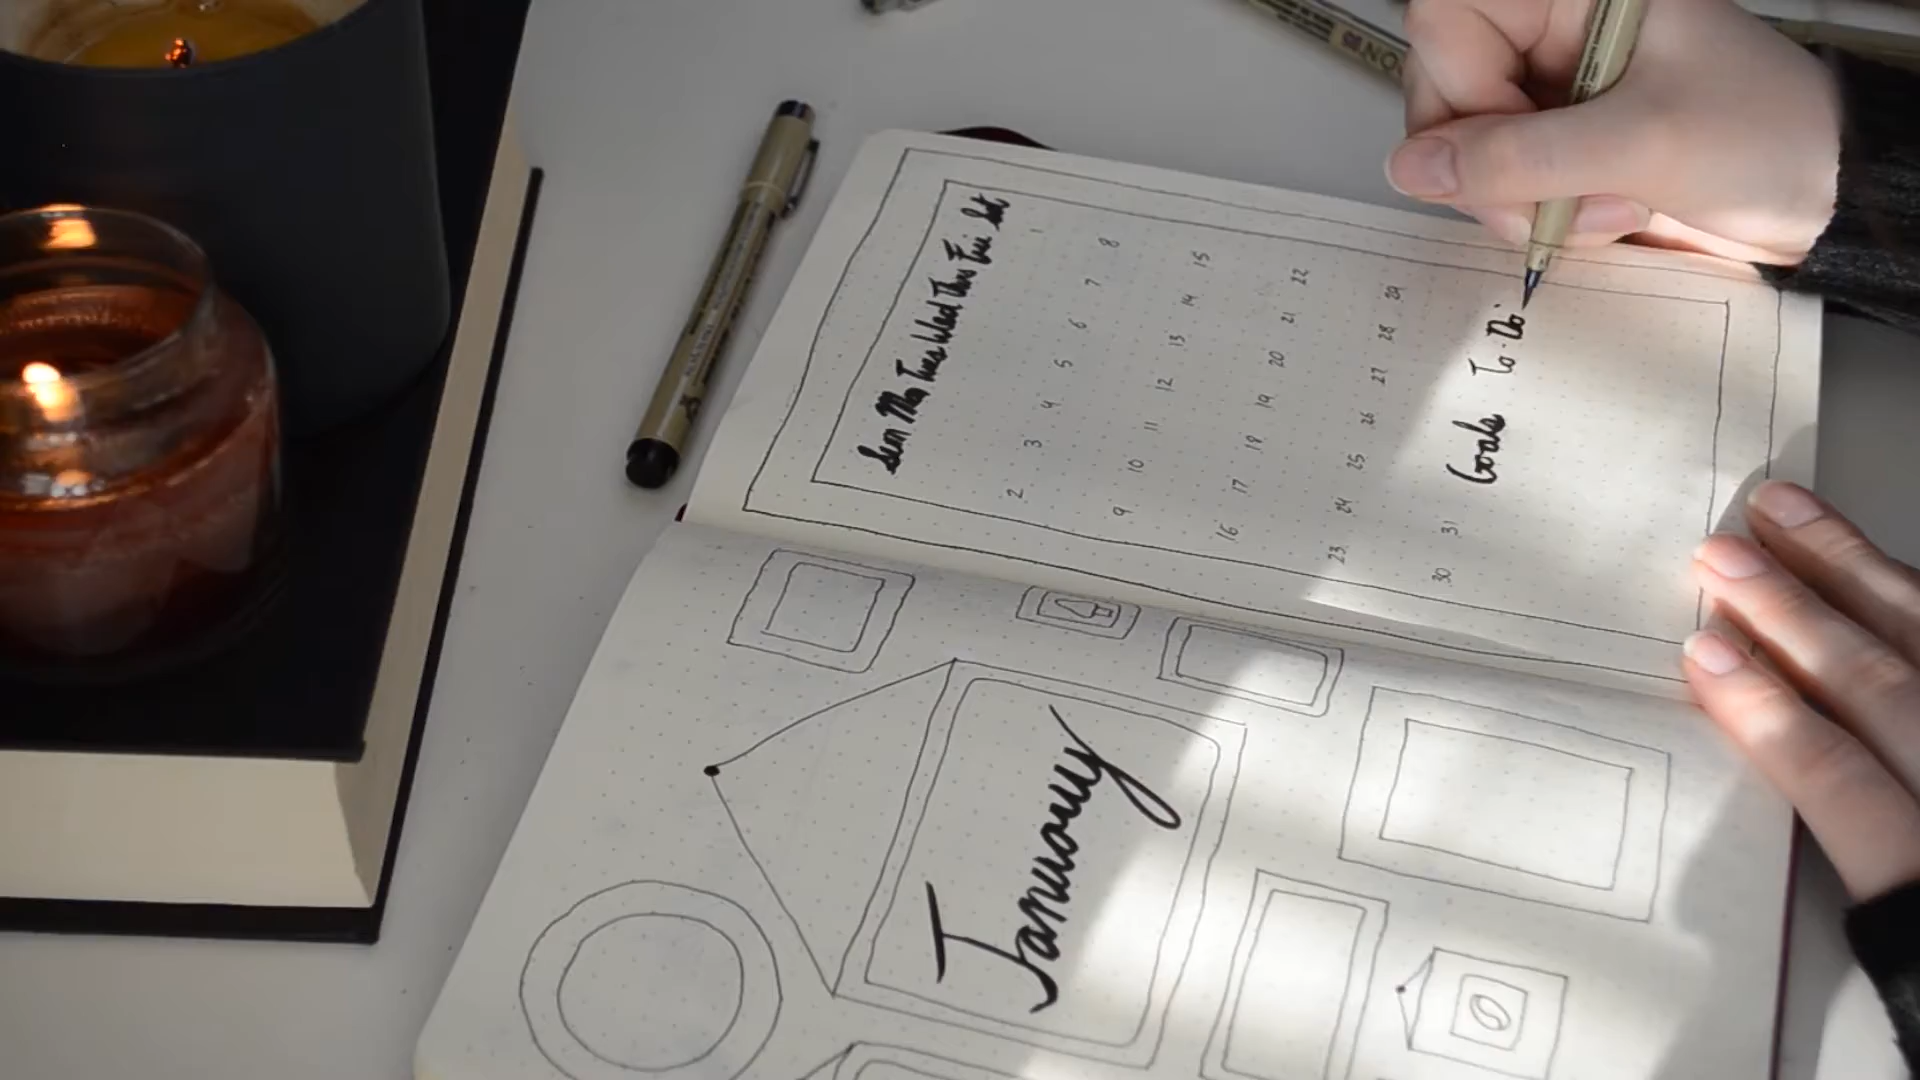 January
Sun Mon Tues Wed Thu Fri Sat
1
2 3 4 5 6 7 8
9 10 11 12 13 14 15
16 17 18 19 20 21 22
23 24 25 26 27 28 29
30 31
Goals To-Do